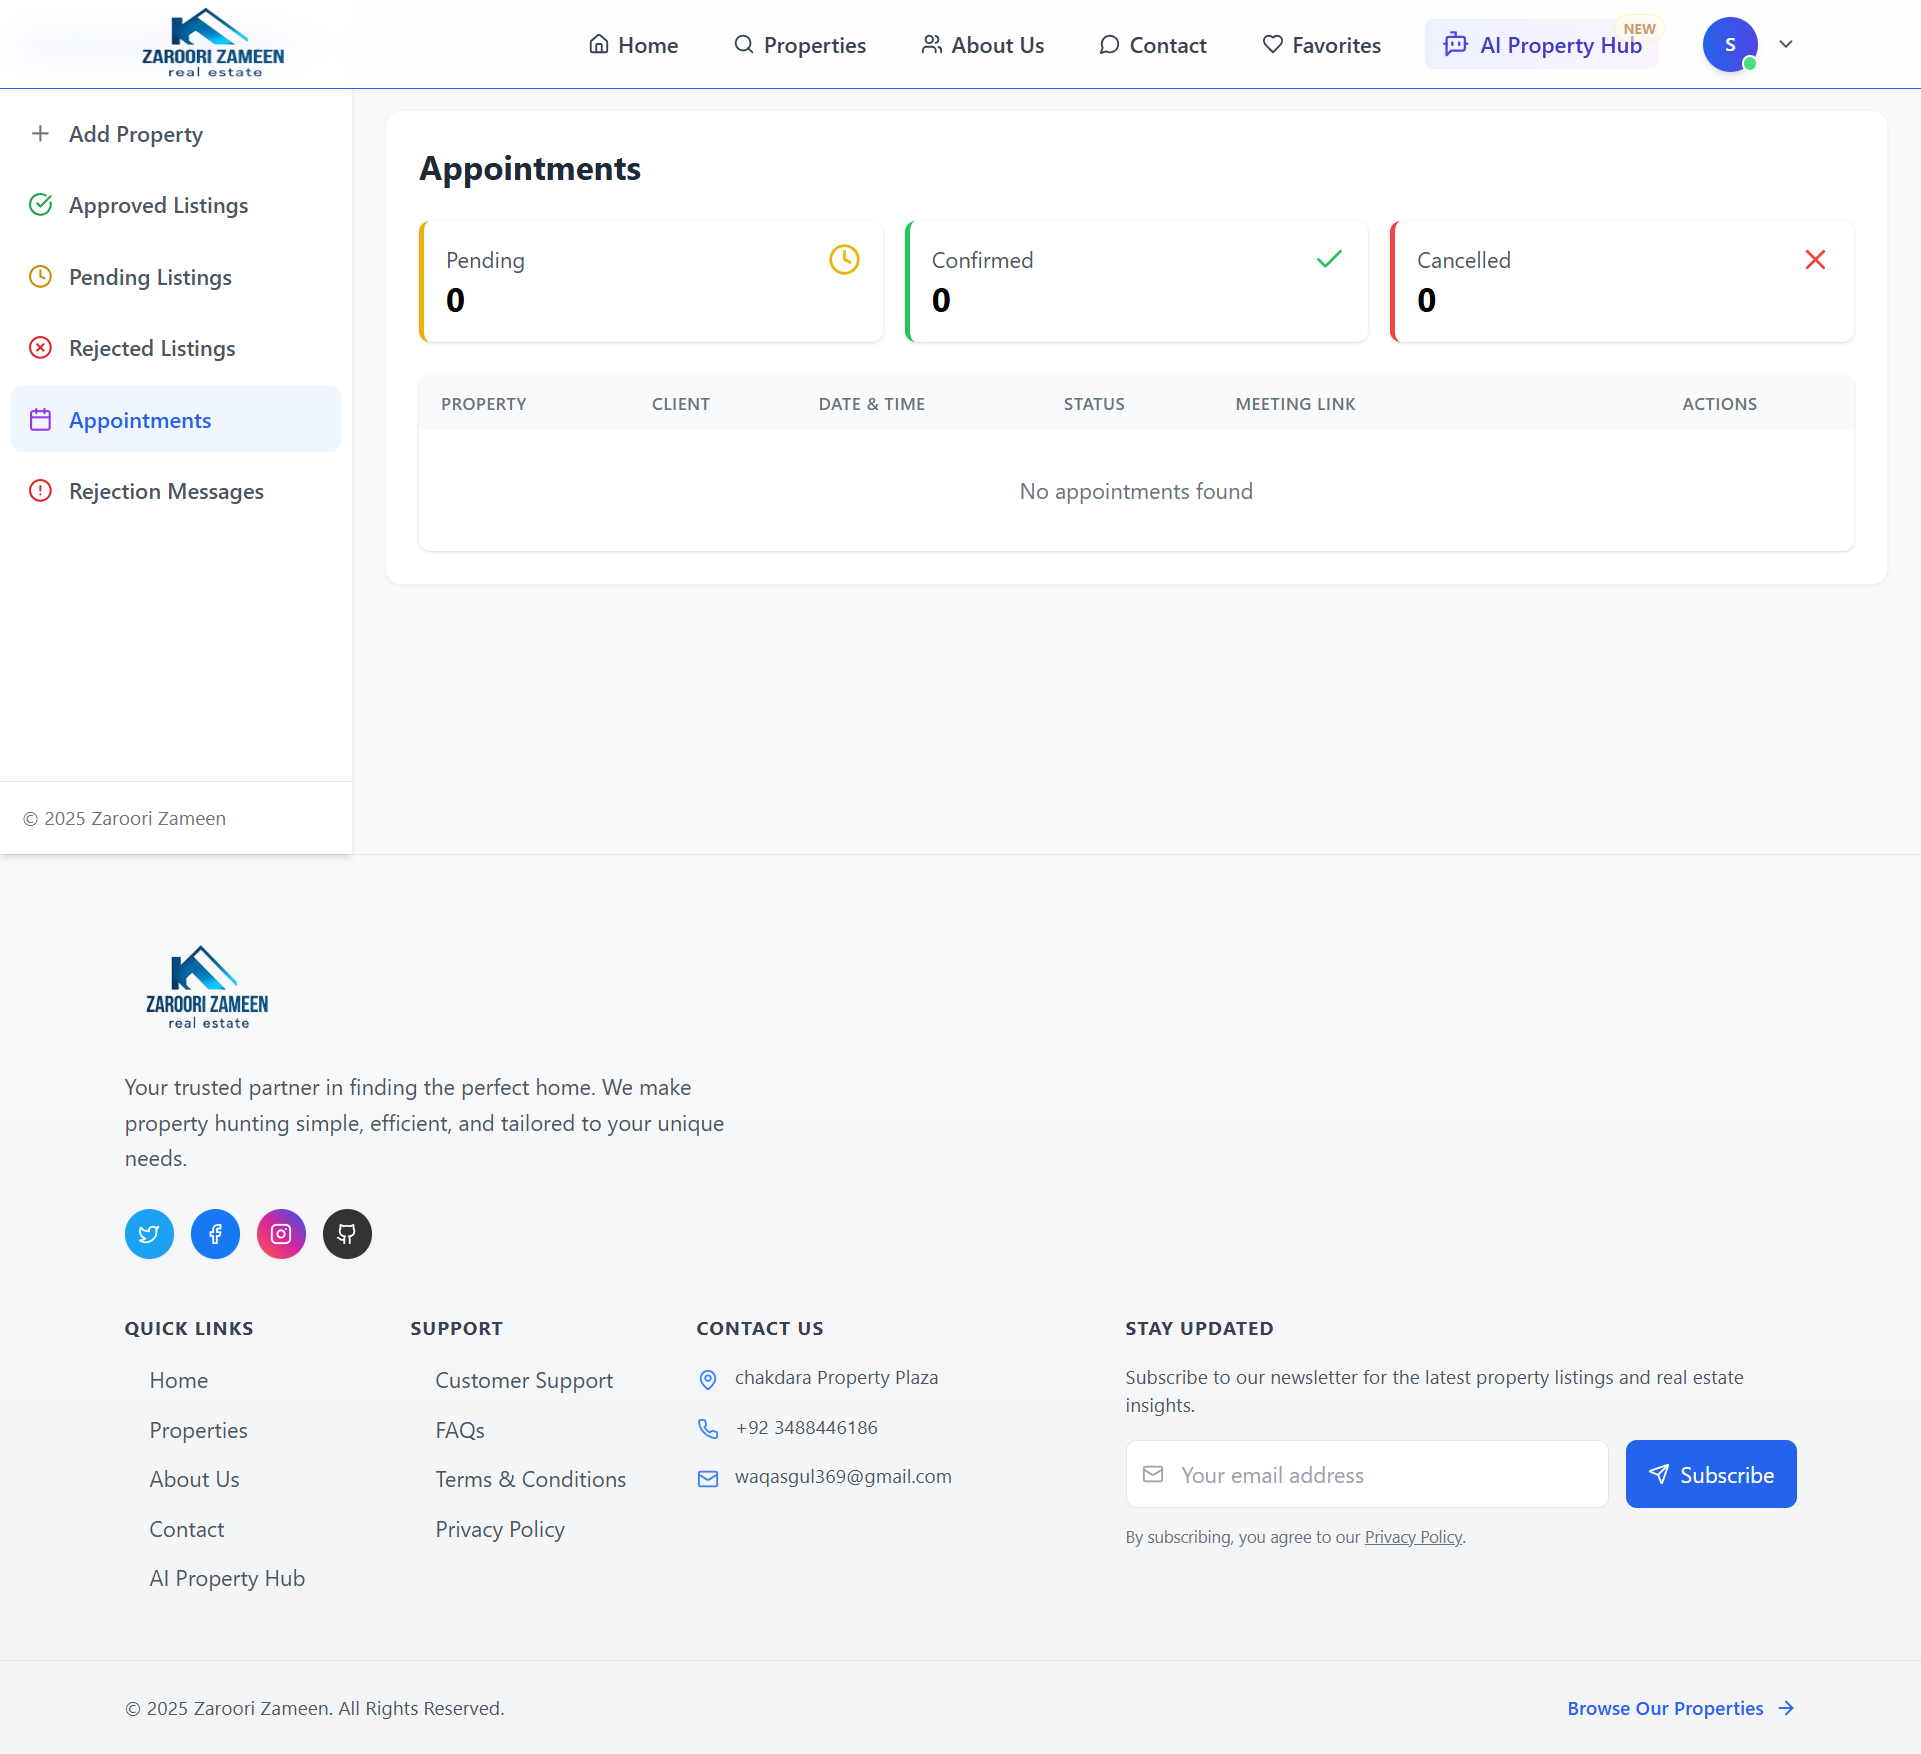 ZAROORI ZAMEEN
real estate
Home
Properties
About Us
Contact
Favorites
AI Property Hub
NEW
S
Add Property
Approved Listings
Pending Listings
Rejected Listings
Appointments
Rejection Messages
© 2025 Zaroori Zameen
Appointments
Pending
0
Confirmed
0
Cancelled
0
PROPERTY CLIENT DATE & TIME STATUS MEETING LINK ACTIONS
No appointments found
ZAROORI ZAMEEN
real estate
Your trusted partner in finding the perfect home. We make
property hunting simple, efficient, and tailored to your unique
needs.
QUICK LINKS
Home
Properties
About Us
Contact
AI Property Hub
SUPPORT
Customer Support
FAQs
Terms & Conditions
Privacy Policy
CONTACT US
chakdara Property Plaza
+92 3488446186
waqasgul369@gmail.com
STAY UPDATED
Subscribe to our newsletter for the latest property listings and real estate
insights.
Your email address
Subscribe
By subscribing, you agree to our Privacy Policy.
© 2025 Zaroori Zameen. All Rights Reserved.
Browse Our Properties